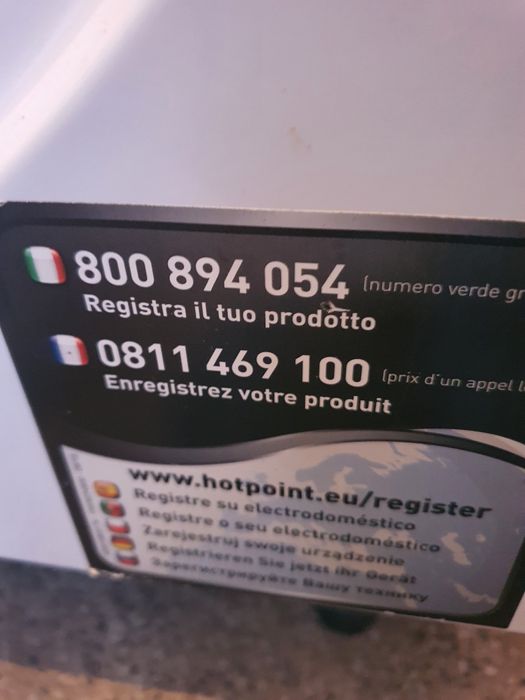 800 894 054 (numero verde gr
Registra il tuo prodotto
0811 469 100 (prix d'un appel l
Enregistrez votre produit
www.hotpoint.eu/register
Registre su electrodoméstico
Registre o seu electrodoméstico
Zarejestruj swoje urządzenie
Registrieren Sie jetzt Ihr Gerät
Зарегистрируйте Вашу технику